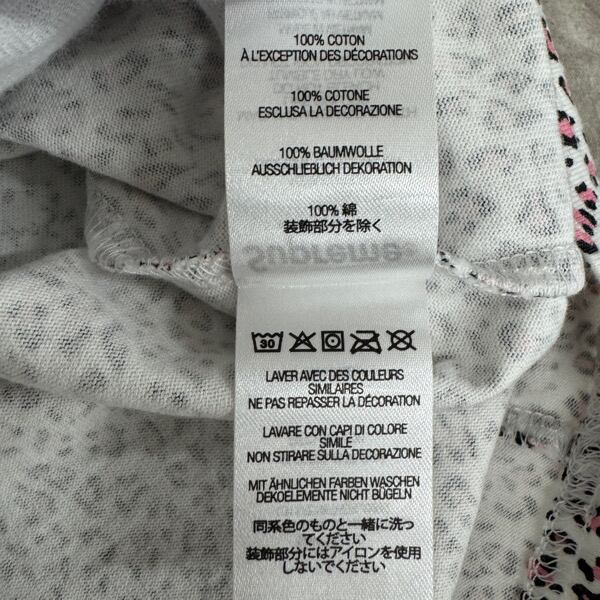 100% COTON
À L'EXCEPTION DES DÉCORATIONS
100% COTONE
ESCLUSA LA DECORAZIONE
100% BAUMWOLLE
AUSSCHLIEBLICH DEKORATION
100% 綿
装飾部分を除く
Supreme
30
LAVER AVEC DES COULEURS
SIMILAIRES
NE PAS REPASSER LA DÉCORATION
LAVARE CON CAPI DI COLORE
SIMILE
NON STIRARE SULLA DECORAZIONE
MIT ÄHNLICHEN FARBEN WASCHEN
DEKOELEMENTE NICHT BÜGELN
同系色のものと一緒に洗っ
てください
装飾部分にはアイロンを使用
しないでください